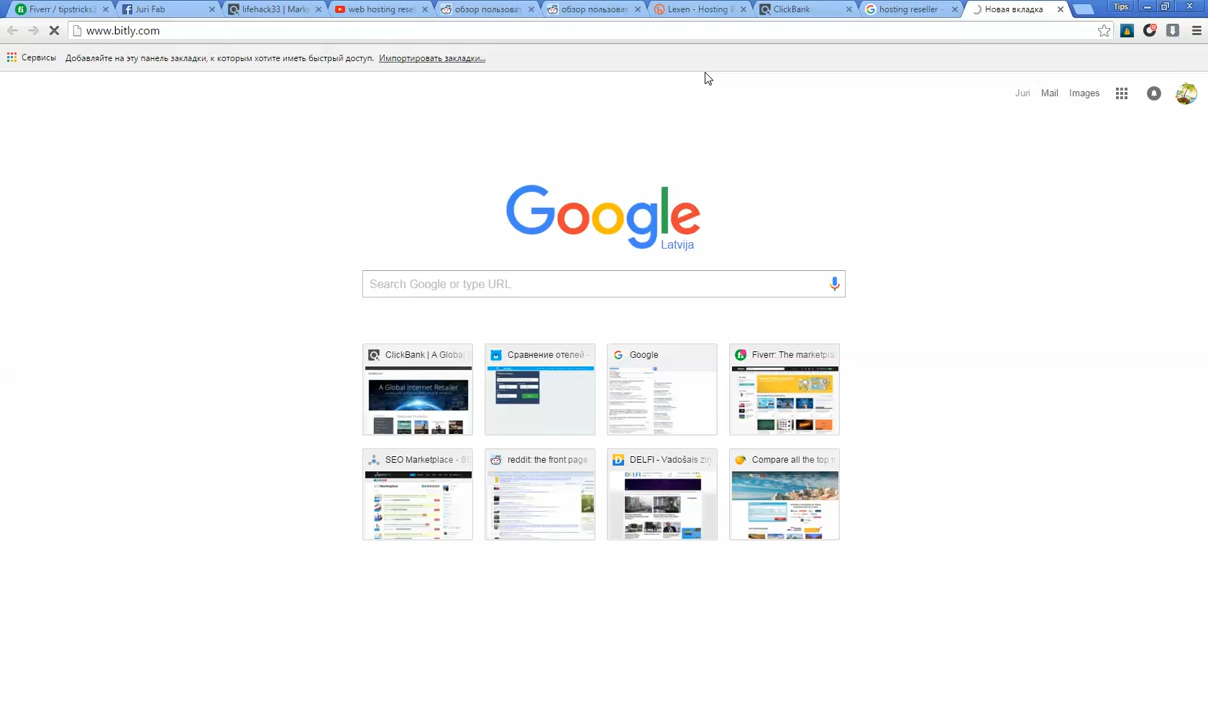 Fiverr / tipstricks.
Juri Fab
lifehack33 | Mark
web hosting rese
обзор пользова
обзор пользова
Lexen - Hosting R
ClickBank
hosting reseller -
Новая вкладка
Tips
www.bitly.com
Сервисы
Добавляйте на эту панель закладки, к которым хотите иметь быстрый доступ.
Импортировать закладки...
Juri
Mail
Images
Google
Latvija
Search Google or type URL
ClickBank | A Global
Сравнение отелей -
Google
Fiverr: The marketpla
A Global Internet Retailer
SEO Marketplace - SE
reddit: the front page
DELFI - Vadošais ziņ
Compare all the top t